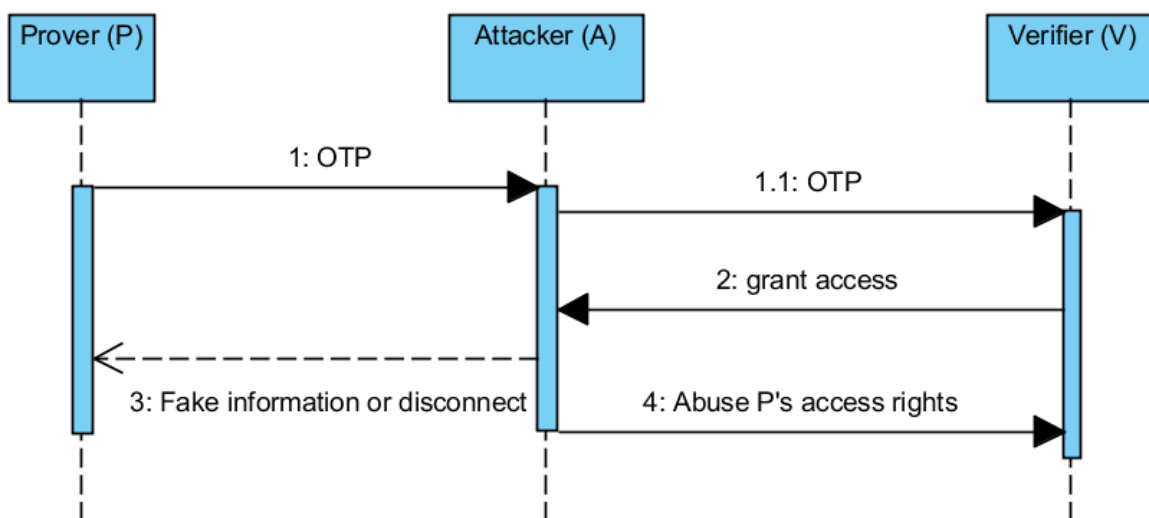 Prover (P)
Attacker (A)
Verifier (V)
1: OTP
1.1: OTP
2: grant access
3: Fake information or disconnect
4: Abuse P's access rights